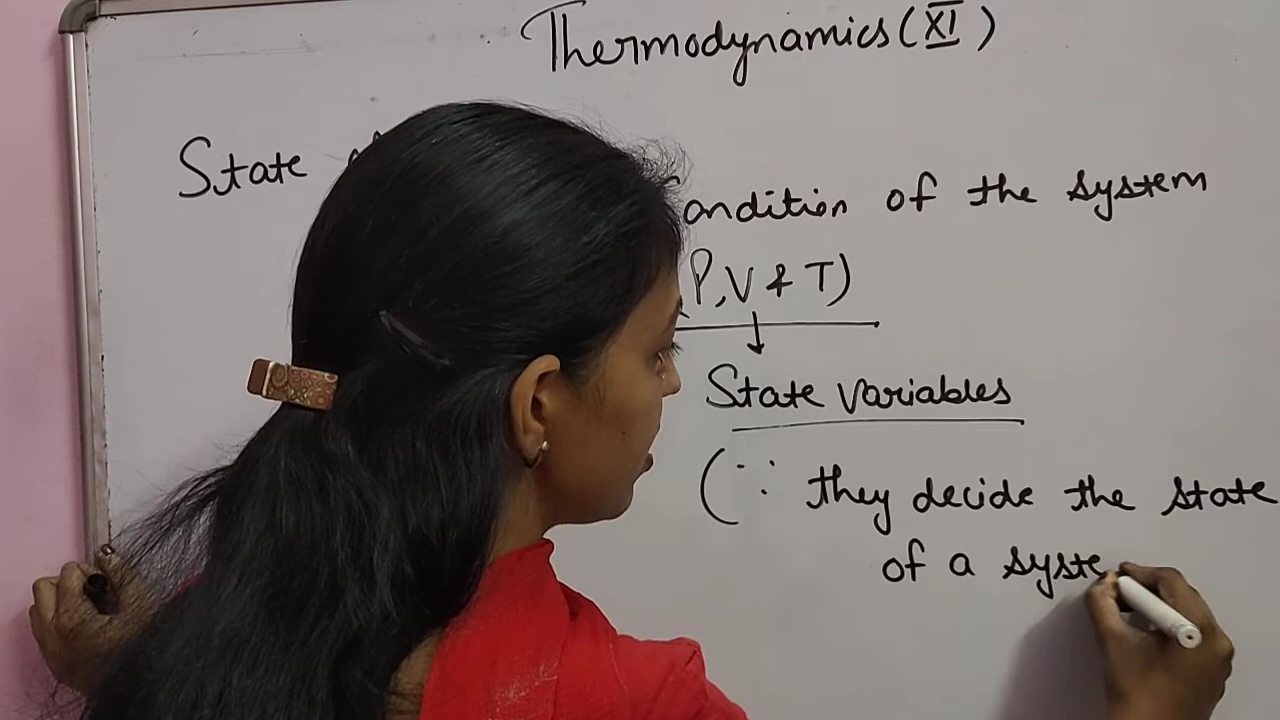 Thermodynamics (XI)
State
ondition of the system
(P, V & T)
State variables
(∵ they decide the state
of a syste